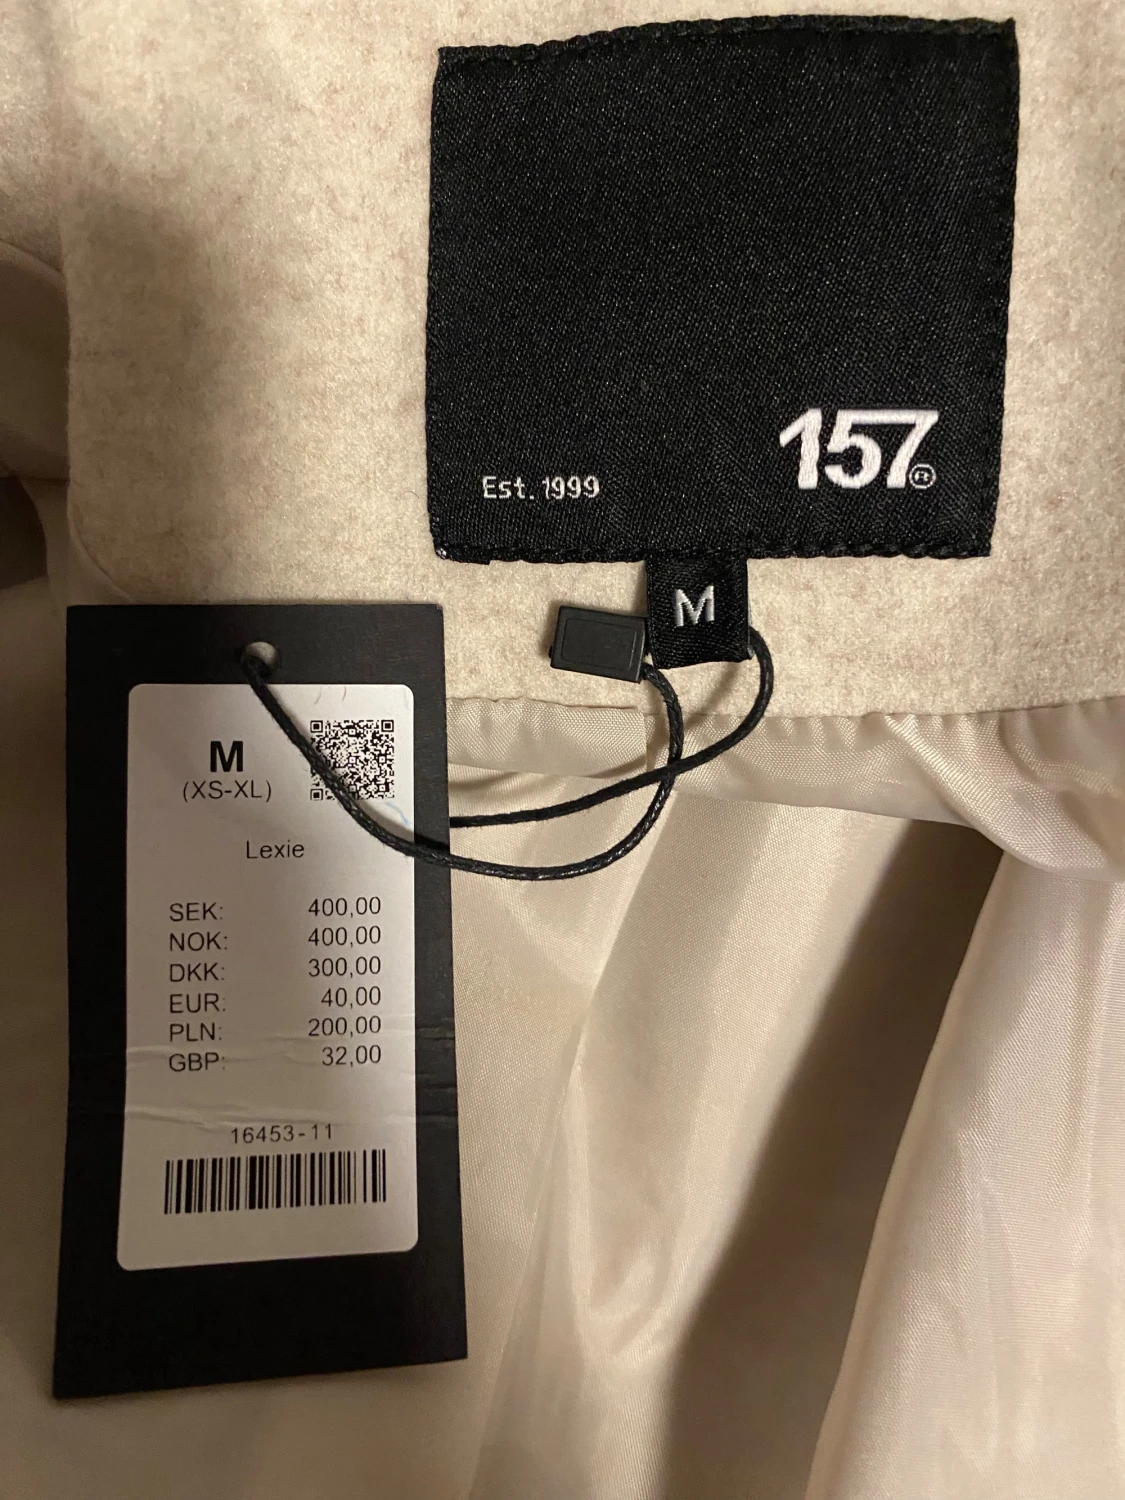 157®
Est. 1999
M
M
(XS-XL)
Lexie
SEK: 400,00
NOK: 400,00
DKK: 300,00
EUR: 40,00
PLN: 200,00
GBP: 32,00
16453-11